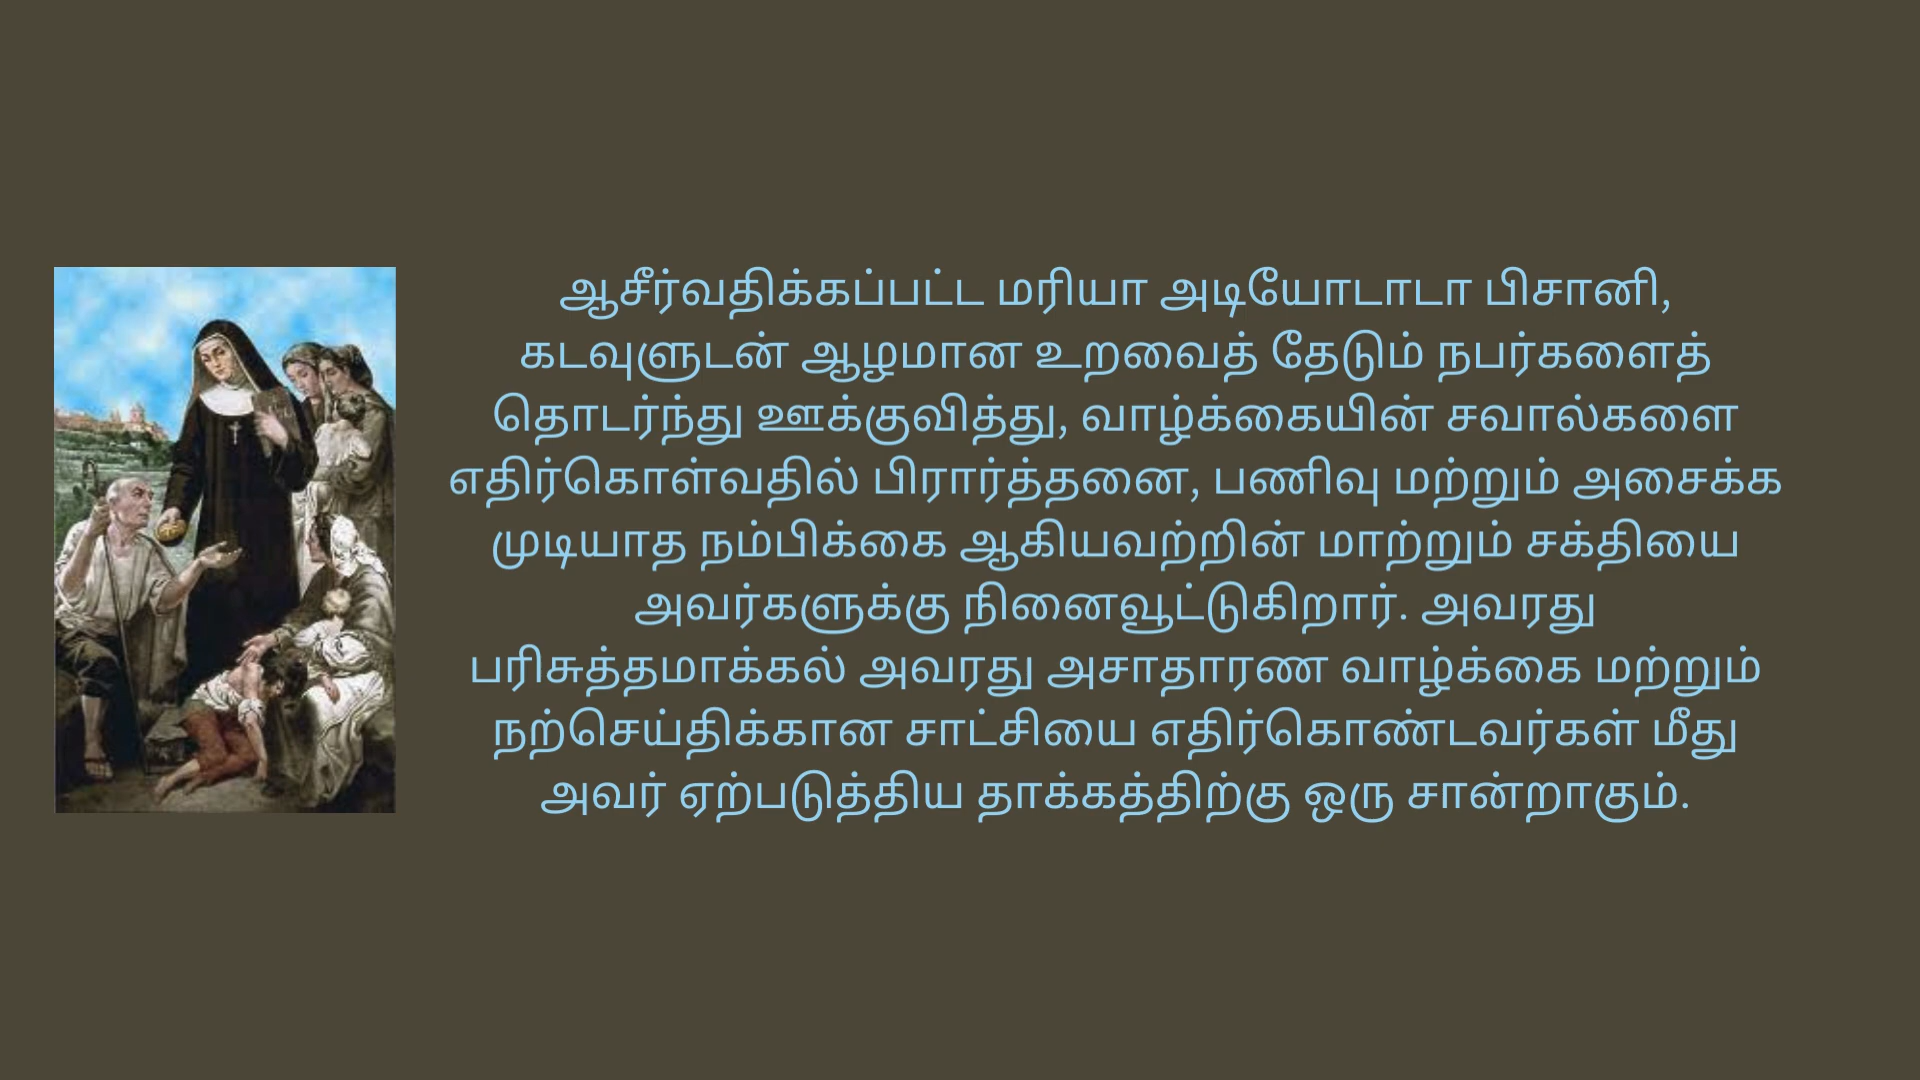 ஆசீர்வதிக்கப்பட்ட மரியா அடியோடாடா பிசானி,
கடவுளுடன் ஆழமான உறவைத் தேடும் நபர்களைத்
தொடர்ந்து ஊக்குவித்து, வாழ்க்கையின் சவால்களை
எதிர்கொள்வதில் பிரார்த்தனை, பணிவு மற்றும் அசைக்க
முடியாத நம்பிக்கை ஆகியவற்றின் மாற்றும் சக்தியை
அவர்களுக்கு நினைவூட்டுகிறார். அவரது
பரிசுத்தமாக்கல் அவரது அசாதாரண வாழ்க்கை மற்றும்
நற்செய்திக்கான சாட்சியை எதிர்கொண்டவர்கள் மீது
அவர் ஏற்படுத்திய தாக்கத்திற்கு ஒரு சான்றாகும்.